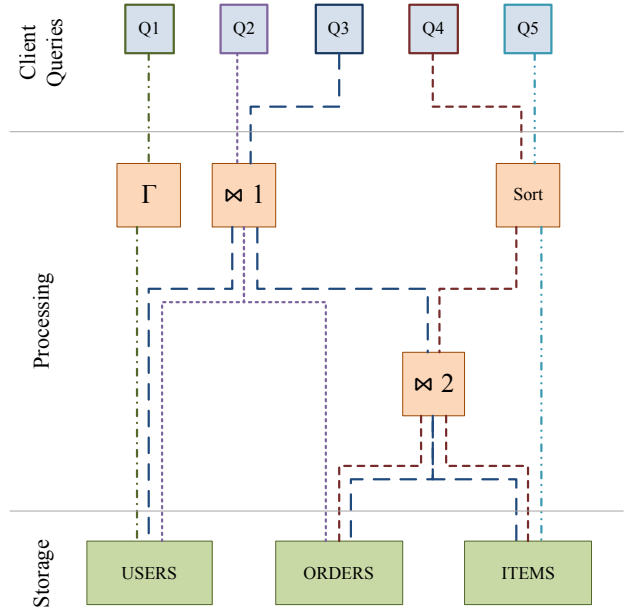 Client
Queries
Q1
Q2
Q3
Q4
Q5
Processing
Γ
⋈ 1
Sort
⋈ 2
Storage
USERS
ORDERS
ITEMS